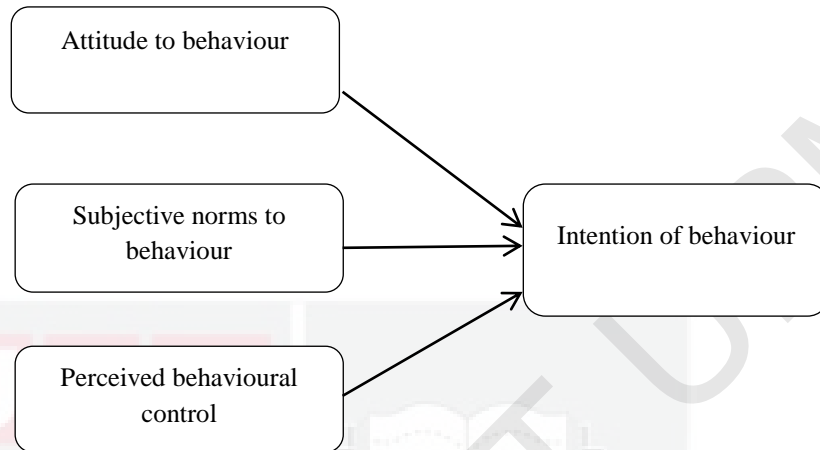 Attitude to behaviour
Subjective norms to
behaviour
Intention of behaviour
Perceived behavioural
control